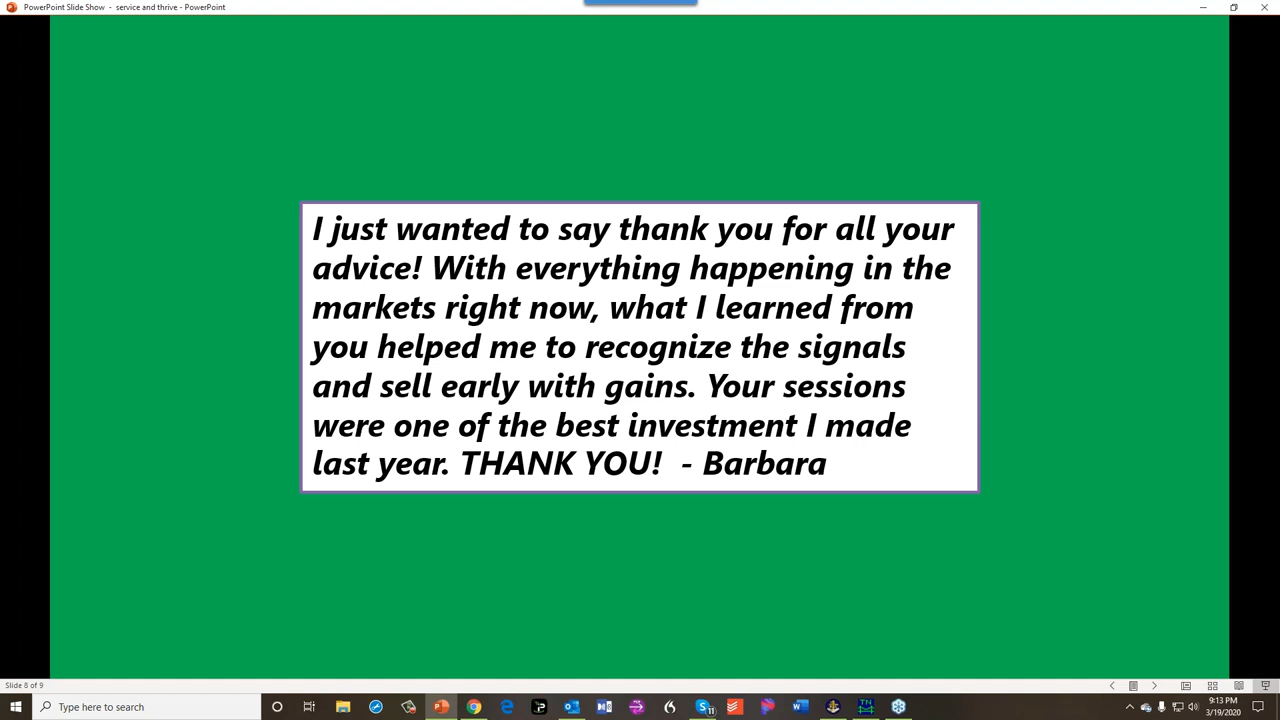 PowerPoint Slide Show - service and thrive - PowerPoint
I just wanted to say thank you for all your
advice! With everything happening in the
markets right now, what I learned from
you helped me to recognize the signals
and sell early with gains. Your sessions
were one of the best investment I made
last year. THANK YOU! - Barbara
Slide 8 of 9
Type here to search
11
TN
9:13 PM
3/19/2020